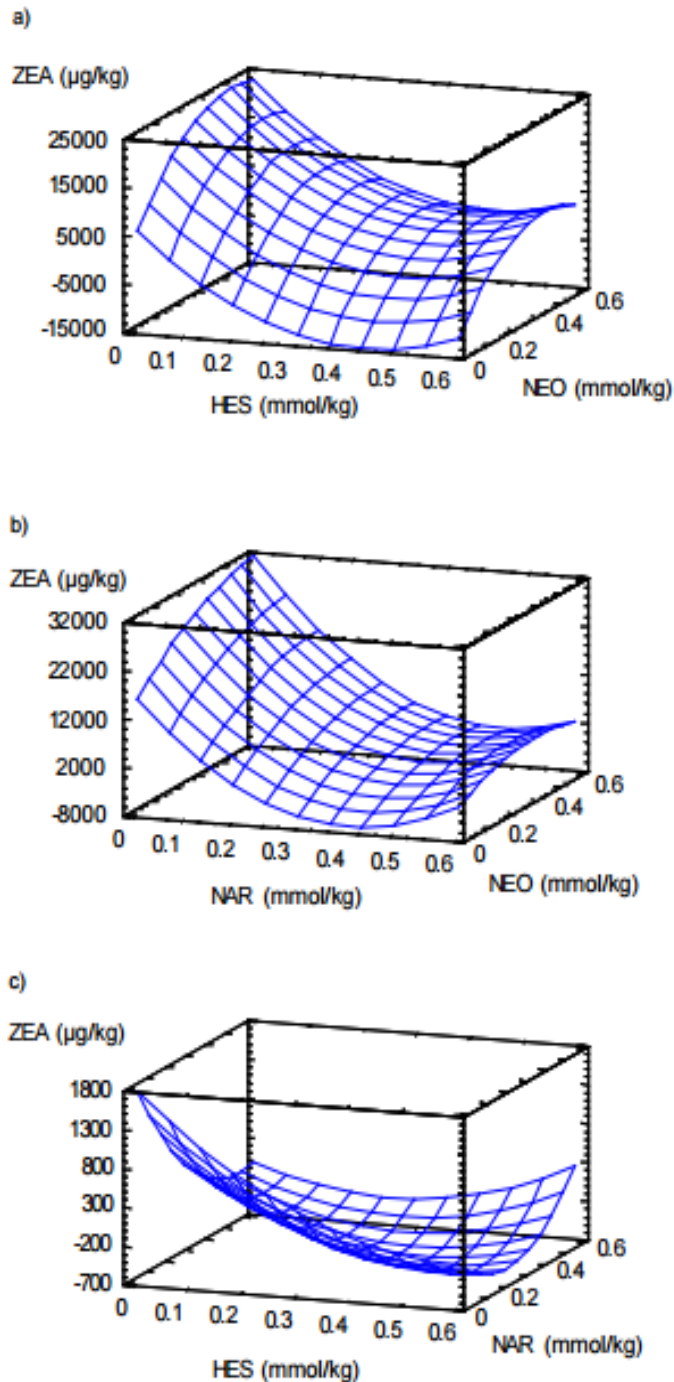 a)
ZEA (µg/kg)
25000
15000
5000
-5000
-15000
0 0.1 0.2 0.3 0.4 0.5 0.6
HES (mmol/kg)
0 0.2 0.4 0.6
NEO (mmol/kg)
b)
ZEA (µg/kg)
32000
22000
12000
2000
-8000
0 0.1 0.2 0.3 0.4 0.5 0.6
NAR (mmol/kg)
0 0.2 0.4 0.6
NEO (mmol/kg)
c)
ZEA (µg/kg)
1800
1300
800
300
-200
-700
0 0.1 0.2 0.3 0.4 0.5 0.6
HES (mmol/kg)
0 0.2 0.4 0.6
NAR (mmol/kg)